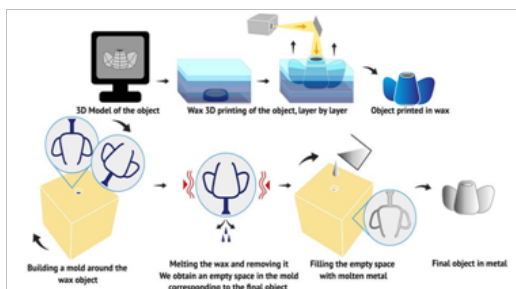 3D Model of the object
Wax 3D printing of the object, layer by layer
Object printed in wax
Building a mold around the
wax object
Melting the wax and removing it
We obtain an empty space in the mold
corresponding to the final object
Filling the empty space
with molten metal
Final object in metal